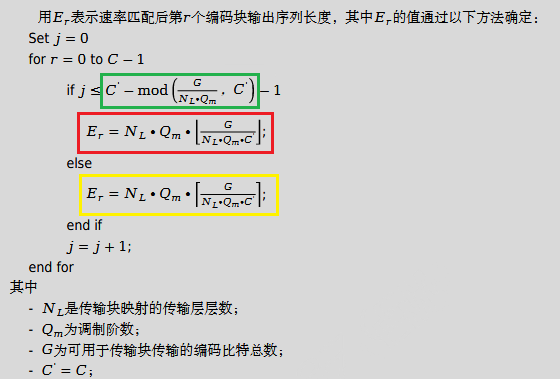 用E_r表示速率匹配后第r个编码块输出序列长度，其中E_r的值通过以下方法确定：
Set j = 0
for r = 0 to C − 1
if j ≤ C' − mod(G/(N_L•Q_m), C') − 1
E_r = N_L • Q_m • ⌊G/(N_L•Q_m•C')⌋;
else
E_r = N_L • Q_m • ⌈G/(N_L•Q_m•C')⌉;
end if
j = j + 1;
end for
其中
- N_L是传输块映射的传输层层数；
- Q_m为调制阶数；
- G为可用于传输块传输的编码比特总数；
- C' = C；